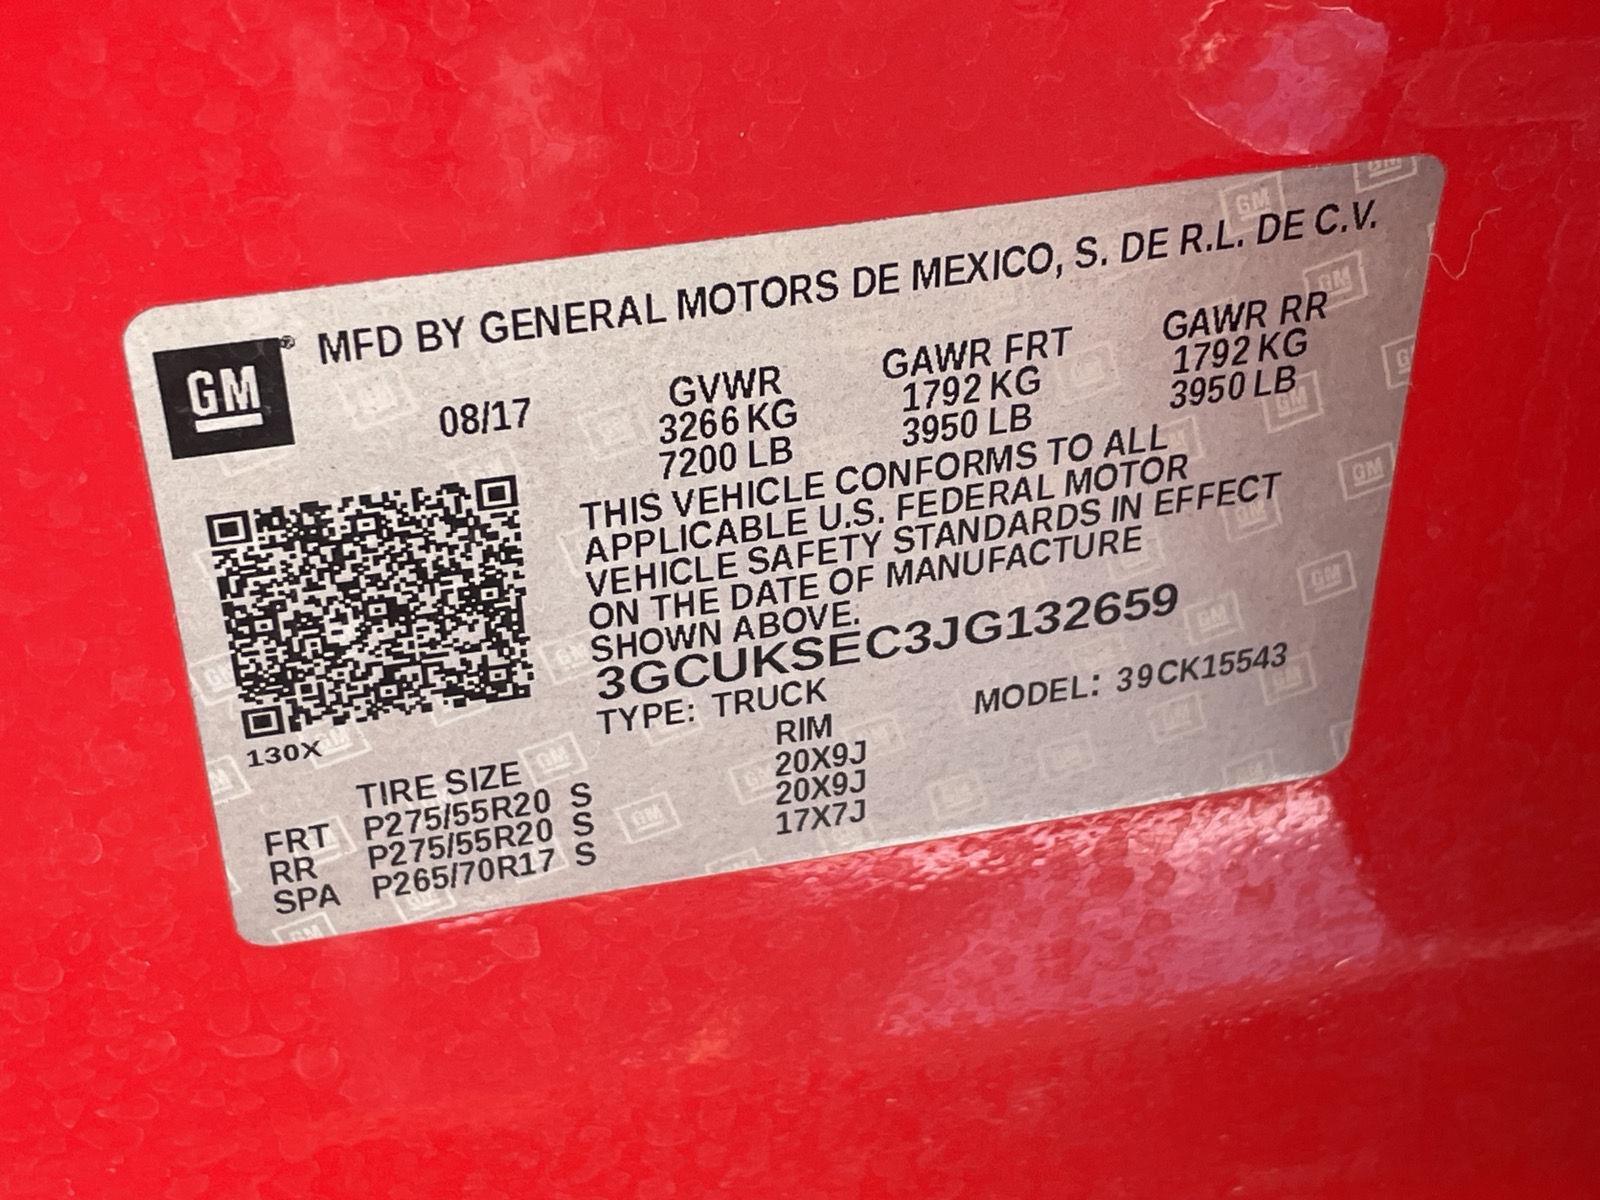 GM® MFD BY GENERAL MOTORS DE MEXICO, S. DE R.L. DE C.V.
08/17
GVWR GAWR FRT GAWR RR
3266 KG 1792 KG 1792 KG
7200 LB 3950 LB 3950 LB
THIS VEHICLE CONFORMS TO ALL
APPLICABLE U.S. FEDERAL MOTOR
VEHICLE SAFETY STANDARDS IN EFFECT
ON THE DATE OF MANUFACTURE
SHOWN ABOVE.
3GCUKSEC3JG132659
TYPE: TRUCK MODEL: 39CK15543
130X
TIRE SIZE RIM
FRT P275/55R20 S 20X9J
RR P275/55R20 S 20X9J
SPA P265/70R17 S 17X7J